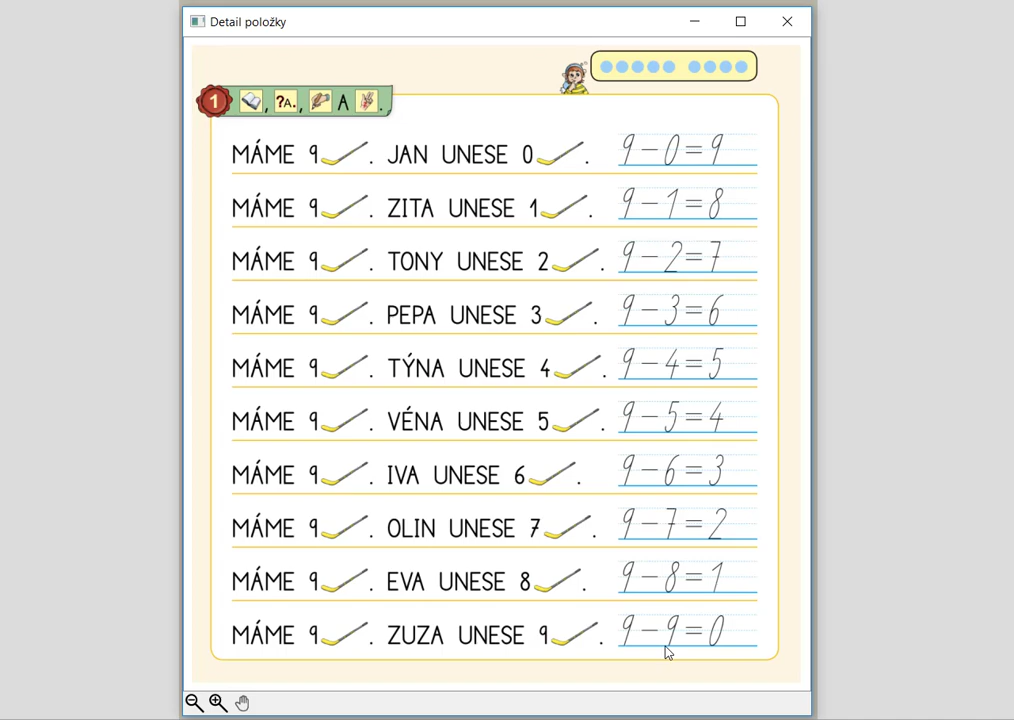 Detail položky
1 , ?A. , A .
MÁME 9 . JAN UNESE 0 . 9-0=9
MÁME 9 . ZITA UNESE 1 . 9-1=8
MÁME 9 . TONY UNESE 2 . 9-2=7
MÁME 9 . PEPA UNESE 3 . 9-3=6
MÁME 9 . TÝNA UNESE 4 . 9-4=5
MÁME 9 . VÉNA UNESE 5 . 9-5=4
MÁME 9 . IVA UNESE 6 . 9-6=3
MÁME 9 . OLIN UNESE 7 . 9-7=2
MÁME 9 . EVA UNESE 8 . 9-8=1
MÁME 9 . ZUZA UNESE 9 . 9-9=0